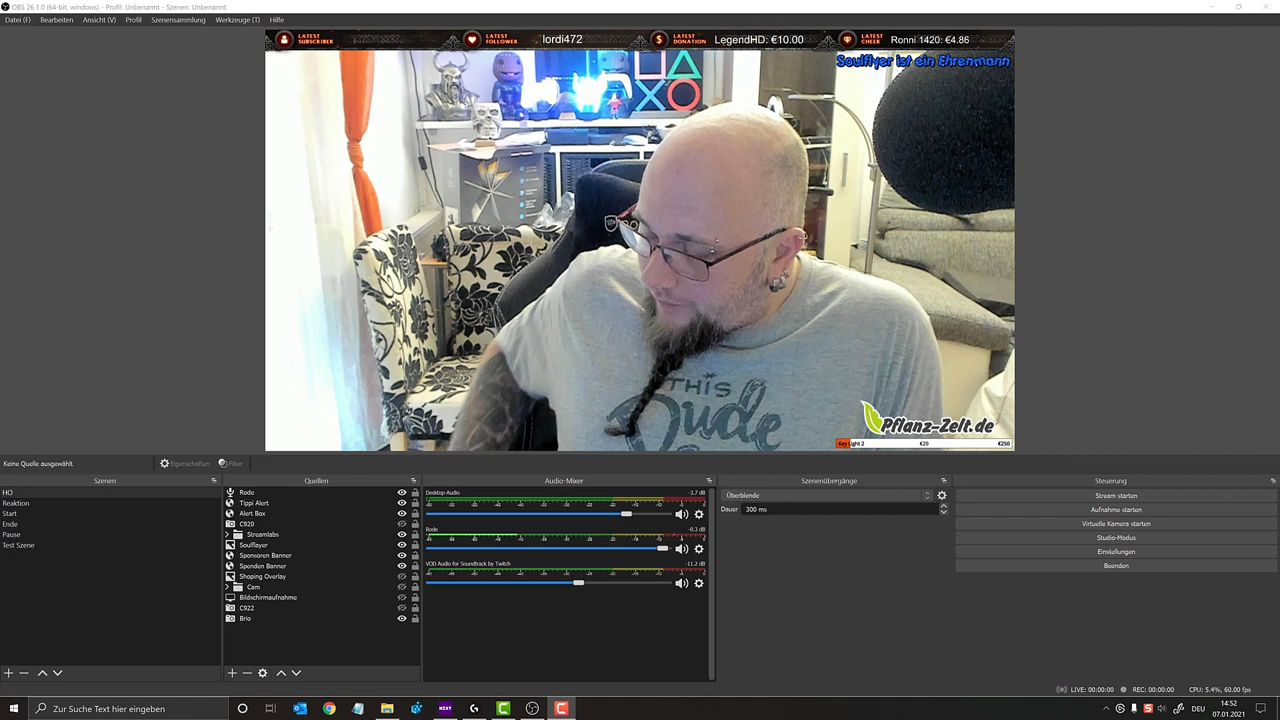 OBS 26.1.0 (64-bit, windows) - Profil: Unbenannt - Szenen: Unbenannt
Datei (F) Bearbeiten Ansicht (V) Profil Szenensammlung Werkzeuge (T) Hilfe
LATEST SUBSCRIBER
LATEST FOLLOWER lordi472
LATEST DONATION LegendHD: €10.00
LATEST CHEER Ronni 1420: €4.86
Soulflyer ist ein Ehrenmann
THIS
Dude
Pflanz-Zelt.de
Key Light 2 €20 €250
Keine Quelle ausgewählt Eigenschaften Filter
Szenen
HO
Reaktion
Start
Ende
Pause
Test Szene
Quellen
Rode
Tippi Alert
Alert Box
C920
Streamlabs
Soulflayer
Sponsoren Banner
Spenden Banner
Shoping Overlay
Cam
Bildschirmaufnahme
C922
Brio
Audio-Mixer
Desktop-Audio -3.7 dB
Rode -9.3 dB
VOD Audio for Soundtrack by Twitch -11.2 dB
Szenenübergänge
Überblende
Dauer 300 ms
Steuerung
Stream starten
Aufnahme starten
Virtuelle Kamera starten
Studio-Modus
Einstellungen
Beenden
LIVE: 00:00:00 REC: 00:00:00 CPU: 5.4%, 60.00 fps
Zur Suche Text hier eingeben
NZXT
DEU
14:52
07.01.2021